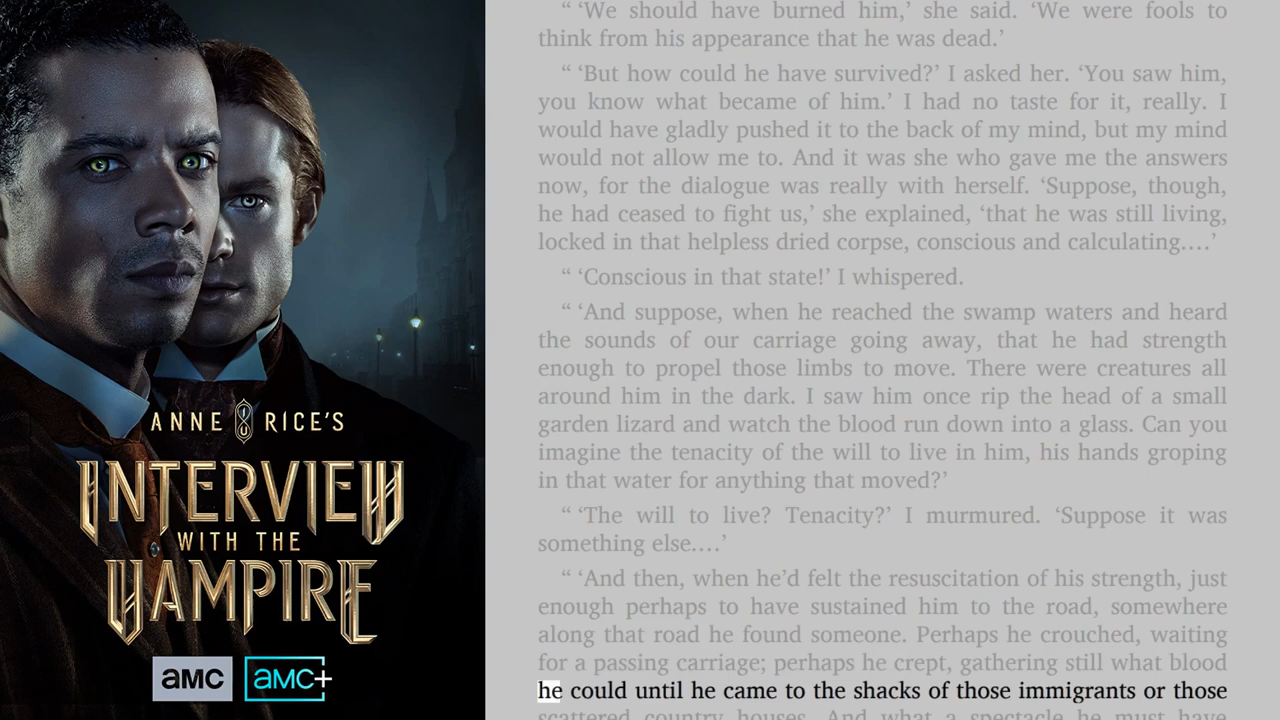 ANNE RICE'S
INTERVIEW
WITH THE
VAMPIRE
aMC
aMC+
“ ‘We should have burned him,’ she said. ‘We were fools to
think from his appearance that he was dead.’
“ ‘But how could he have survived?’ I asked her. ‘You saw him,
you know what became of him.’ I had no taste for it, really. I
would have gladly pushed it to the back of my mind, but my mind
would not allow me to. And it was she who gave me the answers
now, for the dialogue was really with herself. ‘Suppose, though,
he had ceased to fight us,’ she explained, ‘that he was still living,
locked in that helpless dried corpse, conscious and calculating.…’
“ ‘Conscious in that state!’ I whispered.
“ ‘And suppose, when he reached the swamp waters and heard
the sounds of our carriage going away, that he had strength
enough to propel those limbs to move. There were creatures all
around him in the dark. I saw him once rip the head of a small
garden lizard and watch the blood run down into a glass. Can you
imagine the tenacity of the will to live in him, his hands groping
in that water for anything that moved?’
“ ‘The will to live? Tenacity?’ I murmured. ‘Suppose it was
something else.…’
“ ‘And then, when he’d felt the resuscitation of his strength, just
enough perhaps to have sustained him to the road, somewhere
along that road he found someone. Perhaps he crouched, waiting
for a passing carriage; perhaps he crept, gathering still what blood
he could until he came to the shacks of those immigrants or those
scattered country houses. And what a spectacle he must have